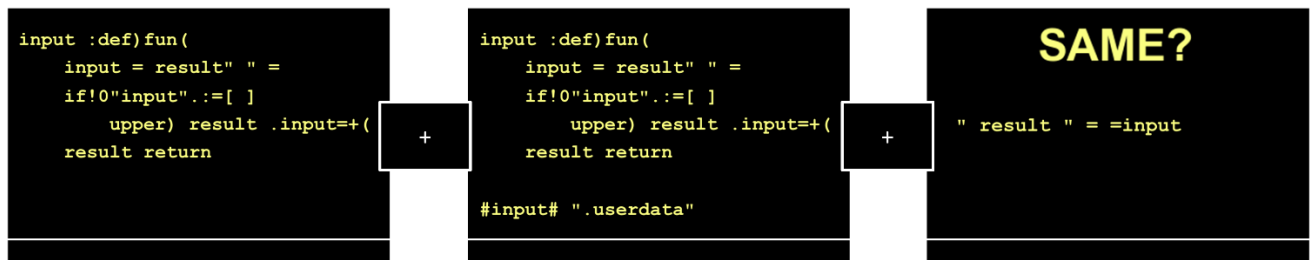 input :def)fun(
input = result" " =
if!0"input".:=[ ]
upper) result .input=+(
result return
+
input :def)fun(
input = result" " =
if!0"input".:=[ ]
upper) result .input=+(
result return
#input# ".userdata"
+
SAME?
" result " = =input